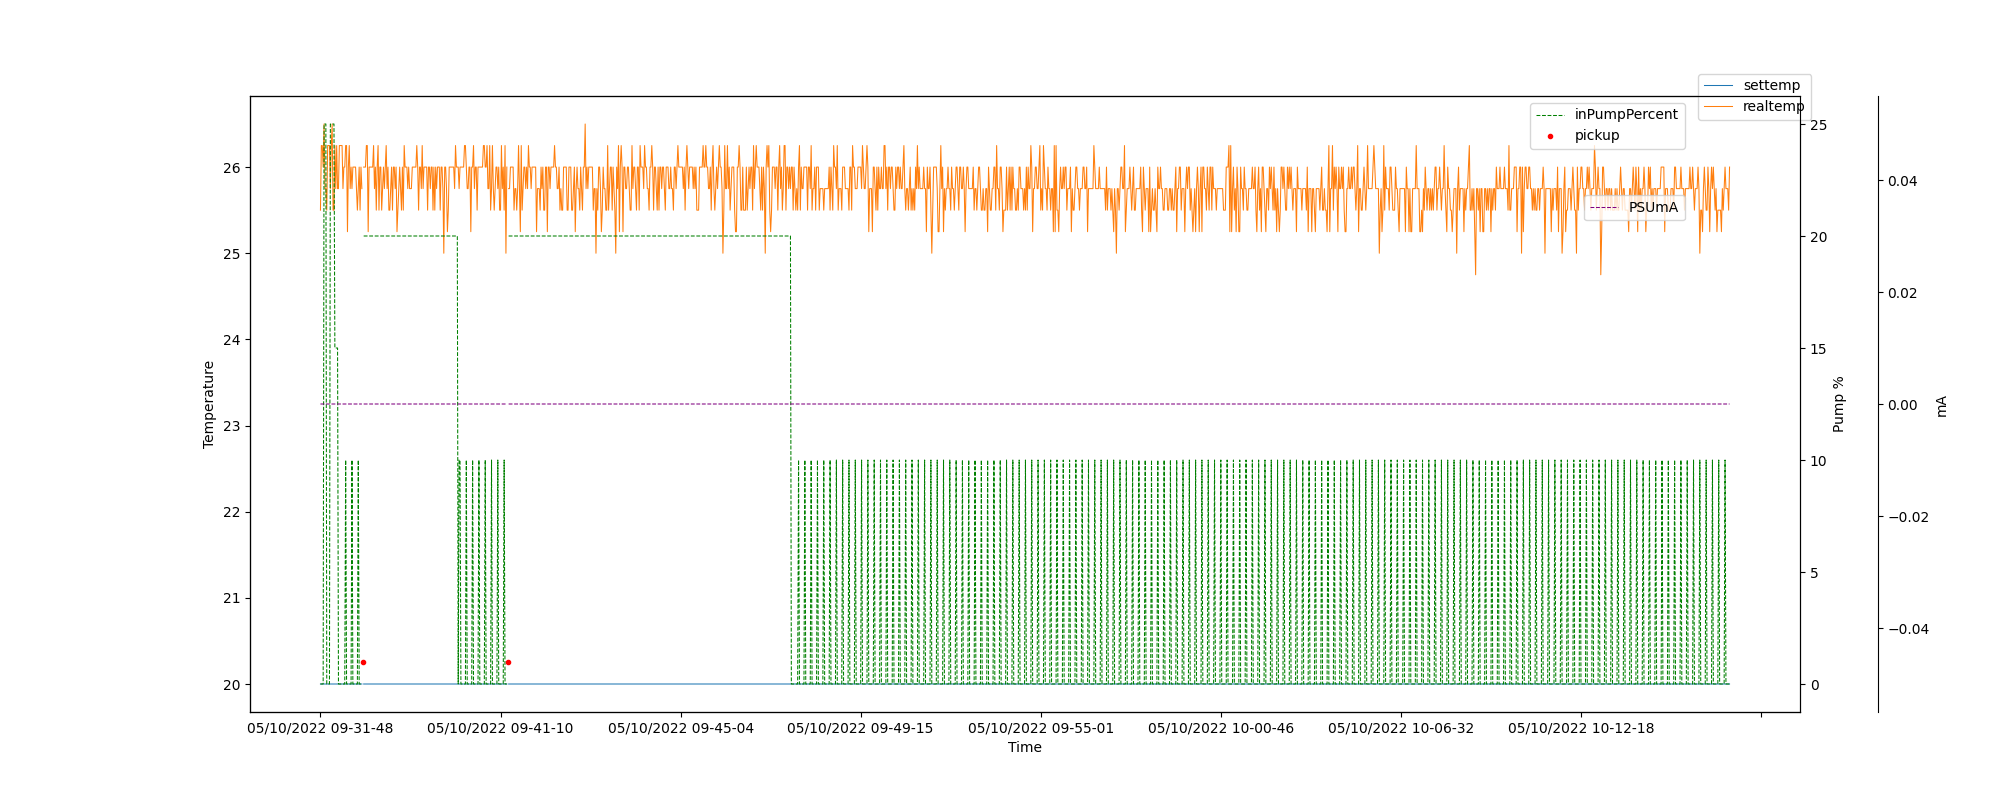 settemp
realtemp
inPumpPercent
pickup
PSUmA
26
25
24
23
22
21
20
Temperature
25
20
15
10
5
0
Pump %
0.04
0.02
0.00
−0.02
−0.04
mA
05/10/2022 09-31-48
05/10/2022 09-41-10
05/10/2022 09-45-04
05/10/2022 09-49-15
05/10/2022 09-55-01
05/10/2022 10-00-46
05/10/2022 10-06-32
05/10/2022 10-12-18
Time